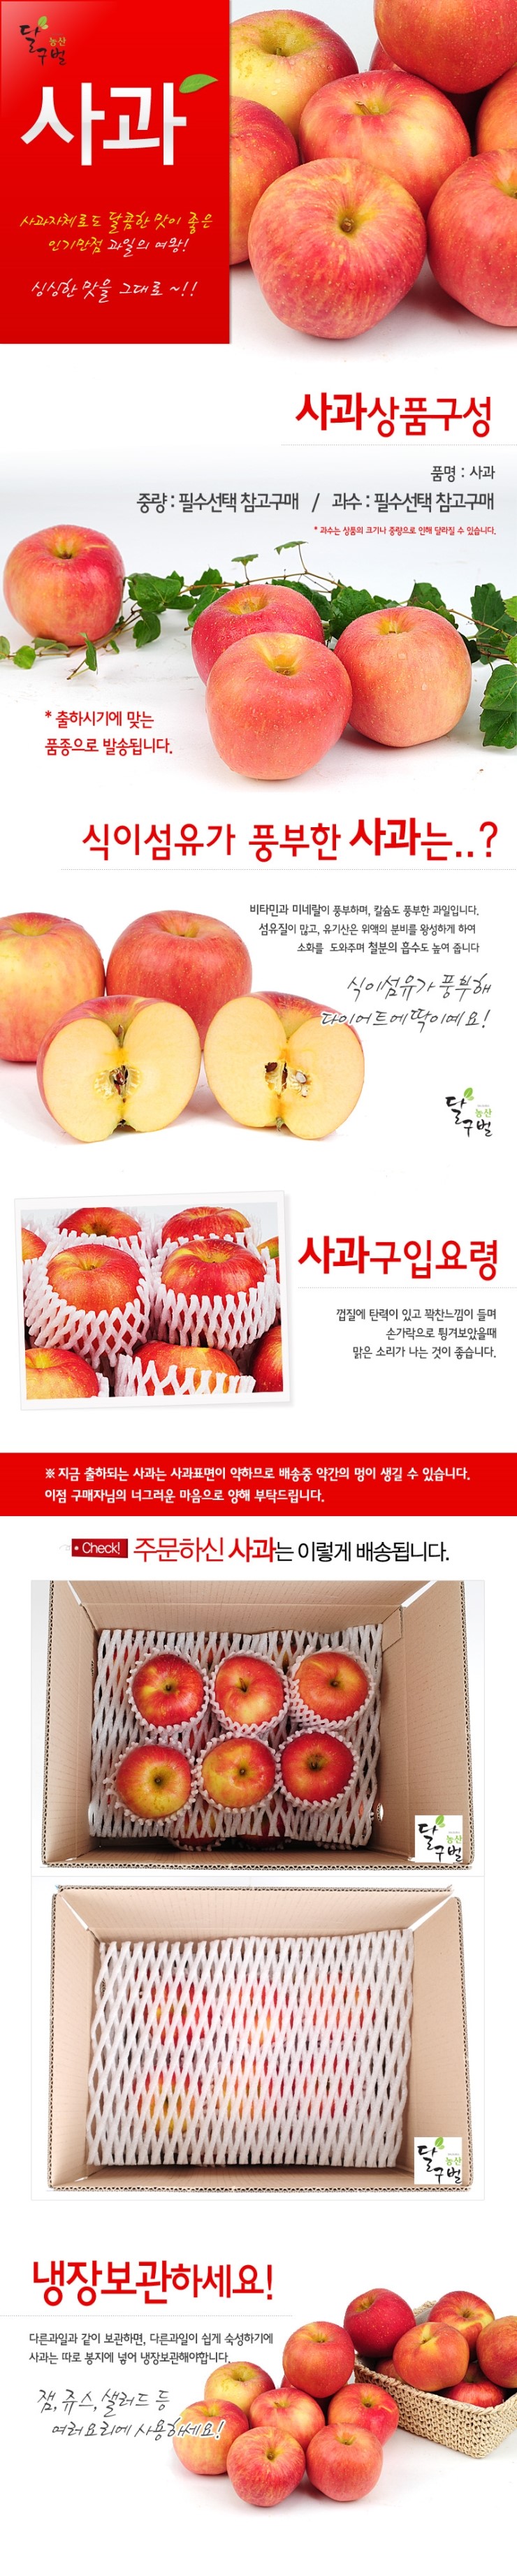 달구벌
농산
사과
사과자체로도 달콤한 맛이 좋은
인기만점 과일의 여왕!
싱싱한 맛을 그대로 ~!!
사과상품구성
품명 : 사과
중량 : 필수선택 참고구매 / 과수 : 필수선택 참고구매
* 과수는 상품의 크기나 중량으로 인해 달라질 수 있습니다.
* 출하시기에 맞는
품종으로 발송됩니다.
식이섬유가 풍부한 사과는..?
비타민과 미네랄이 풍부하며, 칼슘도 풍부한 과일입니다.
섬유질이 많고, 유기산은 위액의 분비를 왕성하게 하여
소화를 도와주며 철분의 흡수도 높여 줍니다
식이섬유가 풍부해
다이어트에 딱이예요!
달구벌
농산
사과구입요령
껍질에 탄력이 있고 꽉찬느낌이 들며
손가락으로 튕겨보았을때
맑은 소리가 나는 것이 좋습니다.
※ 지금 출하되는 사과는 사과표면이 약하므로 배송중 약간의 멍이 생길 수 있습니다.
이점 구매자님의 너그러운 마음으로 양해 부탁드립니다.
Check! 주문하신 사과는 이렇게 배송됩니다.
달구벌
농산
달구벌
농산
냉장보관하세요!
다른과일과 같이 보관하면, 다른과일이 쉽게 숙성하기에
사과는 따로 봉지에 넣어 냉장보관해야합니다.
잼, 쥬스, 샐러드 등
여러요리에 사용하세요!